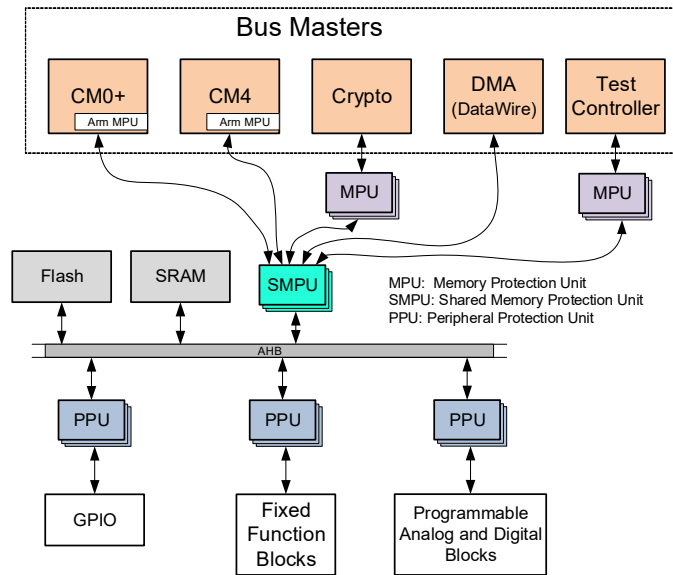 Bus Masters
CM0+
Arm MPU
CM4
Arm MPU
Crypto
DMA
(DataWire)
Test
Controller
MPU
MPU
Flash
SRAM
SMPU
MPU: Memory Protection Unit
SMPU: Shared Memory Protection Unit
PPU: Peripheral Protection Unit
AHB
PPU
PPU
PPU
GPIO
Fixed
Function
Blocks
Programmable
Analog and Digital
Blocks